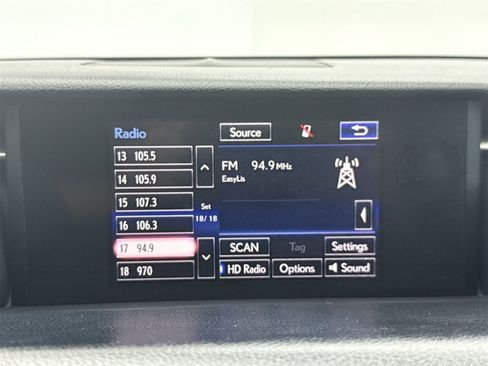 Radio
Source
13 105.5
14 105.9
15 107.3
16 106.3
17 94.9
18 970
Set
18/ 18
FM 94.9 MHz
EasyLis
SCAN
Tag
Settings
HD Radio
Options
Sound